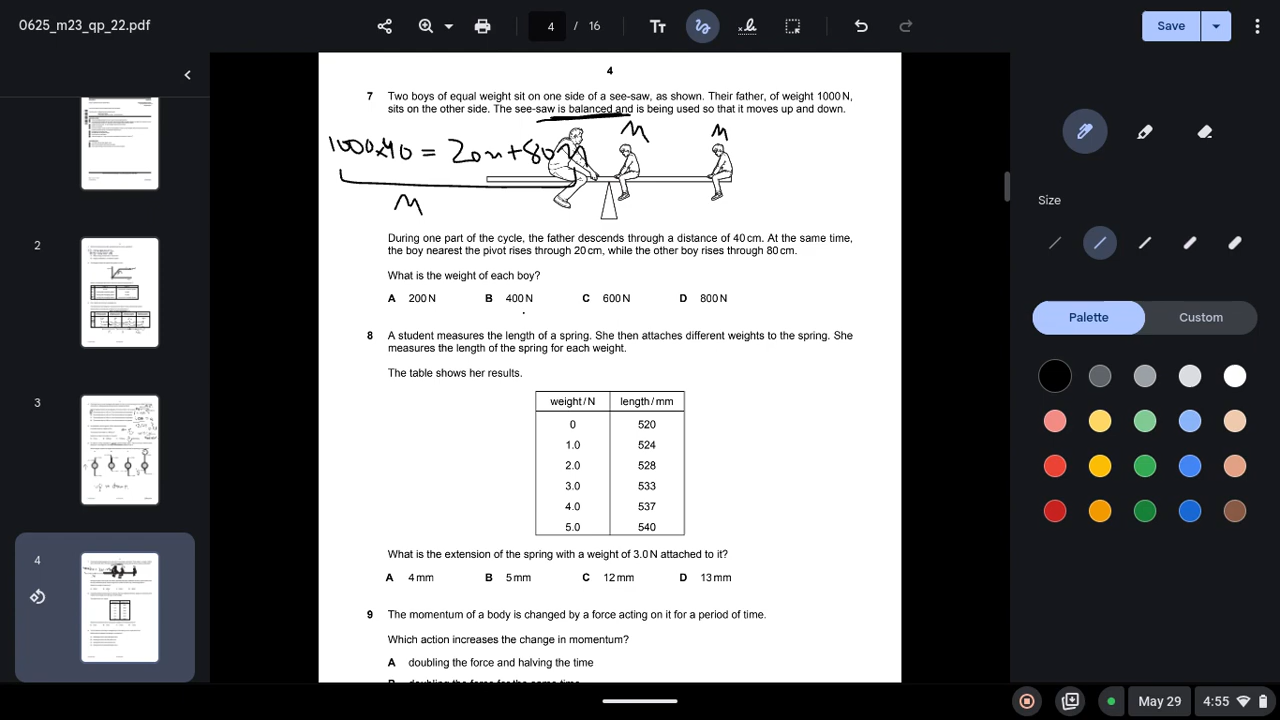 0625_m23_qp_22.pdf
4 / 16
Save
2
3
4
4
7 Two boys of equal weight sit on one side of a see-saw, as shown. Their father, of weight 1000 N,
sits on the other side. The see-saw is balanced and is being used so that it moves up and down.
M M
1000x40 = 20m+80m
M
During one part of the cycle, the father descends through a distance of 40 cm. At the same time,
the boy nearest the pivot rises through 20 cm, while the other boy rises through 80 cm.
What is the weight of each boy?
A 200 N B 400 N C 600 N D 800 N
8 A student measures the length of a spring. She then attaches different weights to the spring. She
measures the length of the spring for each weight.
The table shows her results.
weight / N length / mm
0 520
1.0 524
2.0 528
3.0 533
4.0 537
5.0 540
What is the extension of the spring with a weight of 3.0 N attached to it?
A 4 mm B 5 mm C 12 mm D 13 mm
9 The momentum of a body is changed by a force acting on it for a period of time.
Which action increases the change in momentum?
A doubling the force and halving the time
Size
Palette
Custom
May 29
4:55